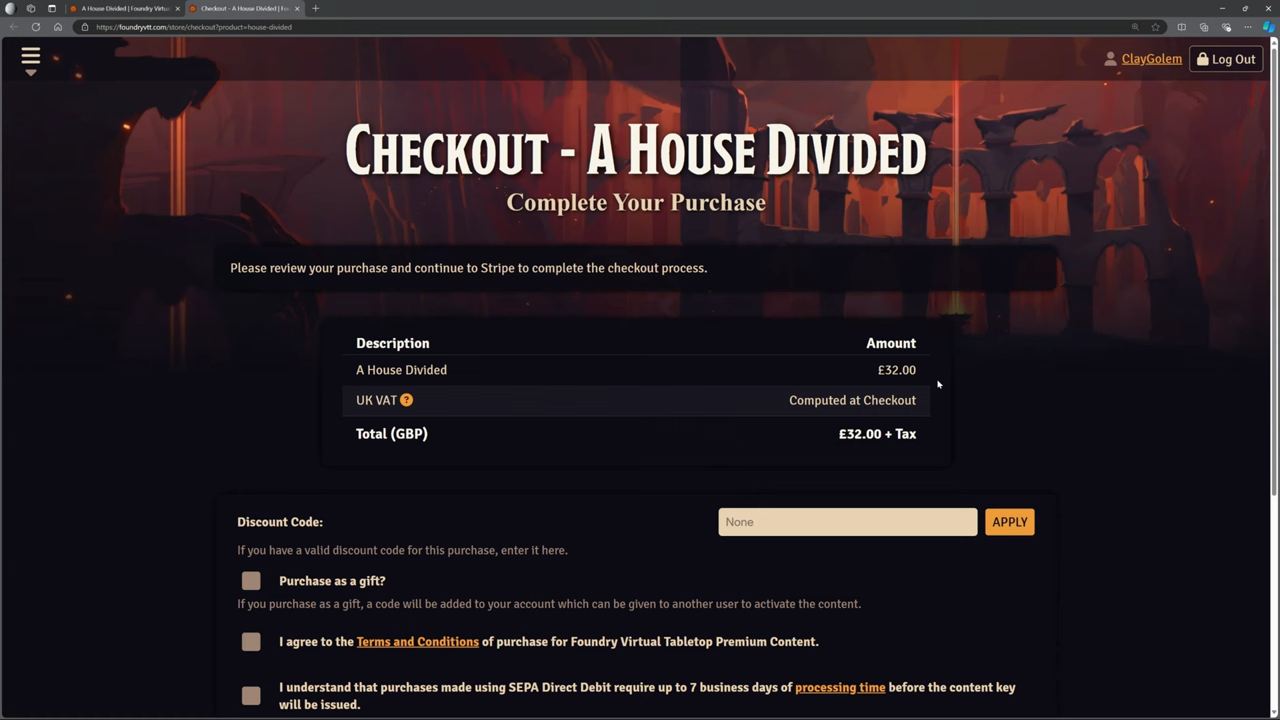 A House Divided | Foundry Virtu
Checkout - A House Divided | Fou
https://foundryvtt.com/store/checkout?product=house-divided
ClayGolem
Log Out
Checkout - A House Divided
Complete Your Purchase
Please review your purchase and continue to Stripe to complete the checkout process.
Description Amount
A House Divided £32.00
UK VAT ? Computed at Checkout
Total (GBP) £32.00 + Tax
Discount Code: None APPLY
If you have a valid discount code for this purchase, enter it here.
Purchase as a gift?
If you purchase as a gift, a code will be added to your account which can be given to another user to activate the content.
I agree to the Terms and Conditions of purchase for Foundry Virtual Tabletop Premium Content.
I understand that purchases made using SEPA Direct Debit require up to 7 business days of processing time before the content key
will be issued.